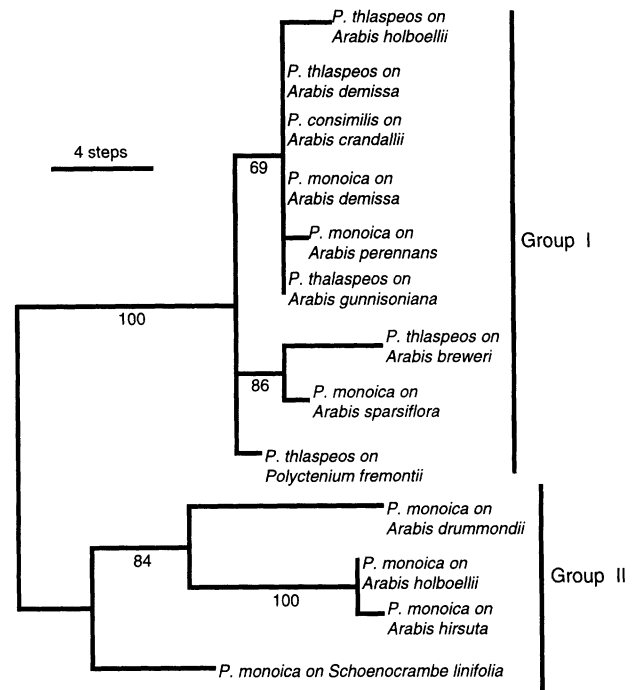 P. thlaspeos on
Arabis holboellii
P. thlaspeos on
Arabis demissa
P. consimilis on
Arabis crandallii
4 steps
69
P. monoica on
Arabis demissa
P. monoica on
Arabis perennans
Group I
P. thalaspeos on
Arabis gunnisoniana
100
P. thlaspeos on
Arabis breweri
86
P. monoica on
Arabis sparsiflora
P. thlaspeos on
Polyctenium fremontii
P. monoica on
Arabis drummondii
84
P. monoica on
Arabis holboellii
Group II
100
P. monoica on
Arabis hirsuta
P. monoica on Schoenocrambe linifolia